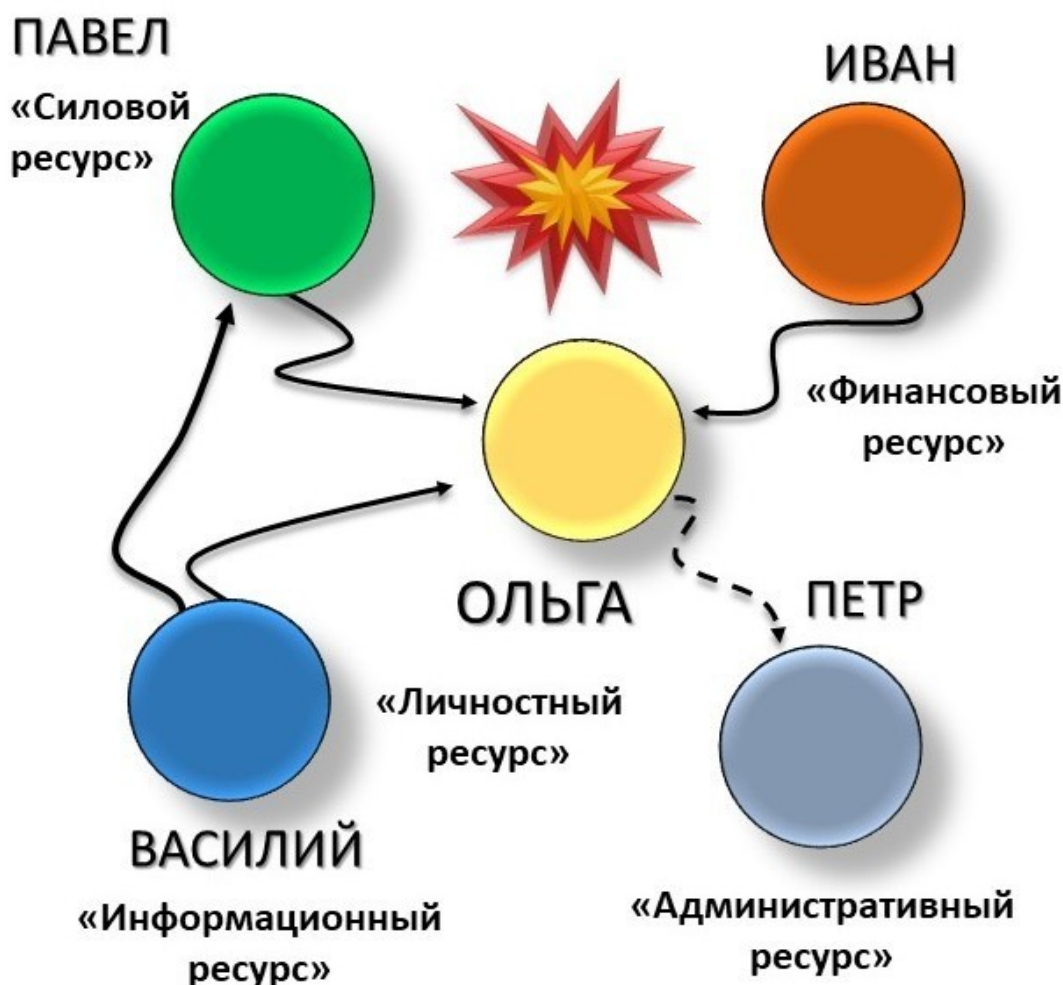 ПАВЕЛ
«Силовой
ресурс»
ИВАН
«Финансовый
ресурс»
ОЛЬГА
«Личностный
ресурс»
ПЕТР
«Административный
ресурс»
ВАСИЛИЙ
«Информационный
ресурс»